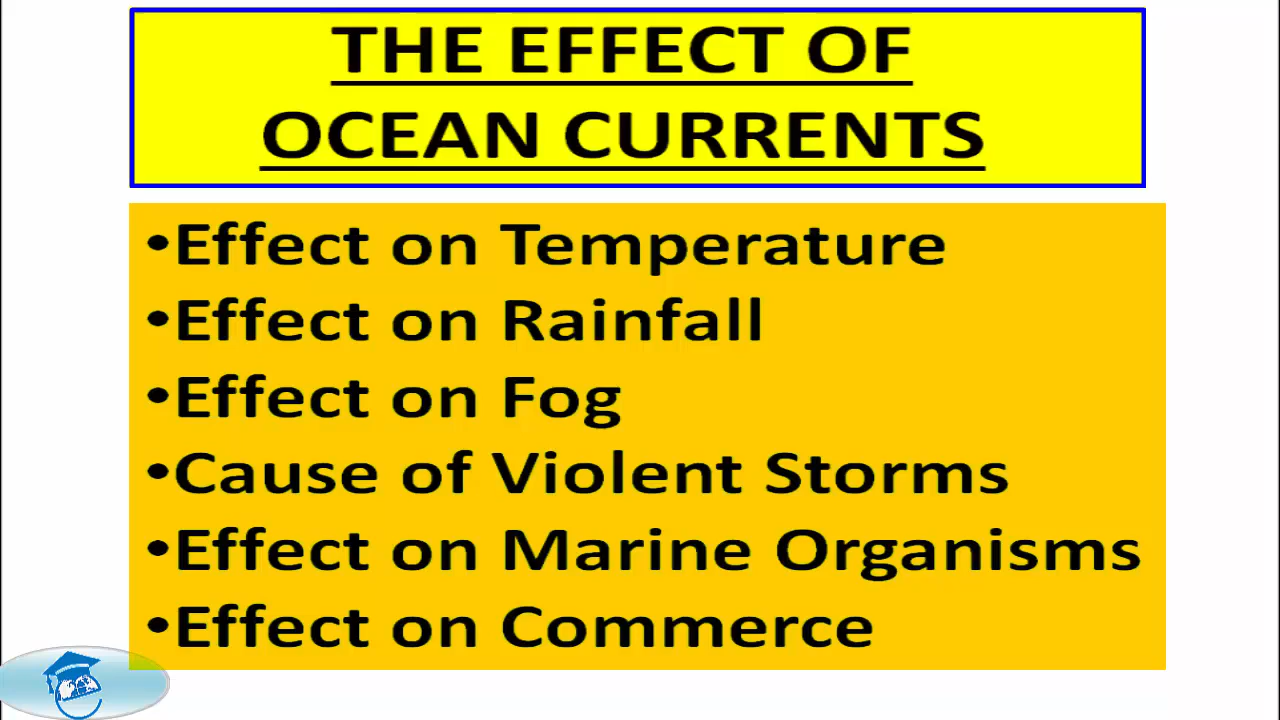 THE EFFECT OF
OCEAN CURRENTS
•Effect on Temperature
•Effect on Rainfall
•Effect on Fog
•Cause of Violent Storms
•Effect on Marine Organisms
•Effect on Commerce